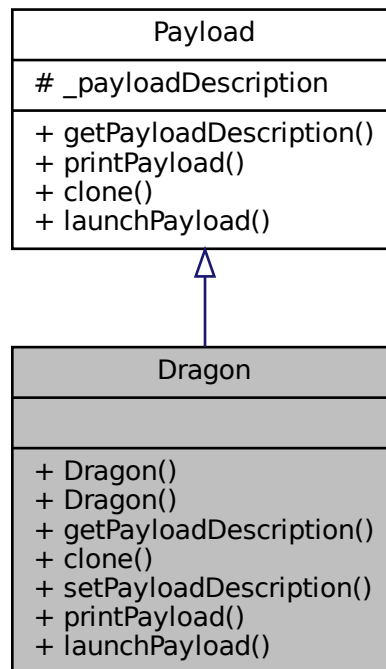 Payload
# _payloadDescription
+ getPayloadDescription()
+ printPayload()
+ clone()
+ launchPayload()
Dragon
+ Dragon()
+ Dragon()
+ getPayloadDescription()
+ clone()
+ setPayloadDescription()
+ printPayload()
+ launchPayload()